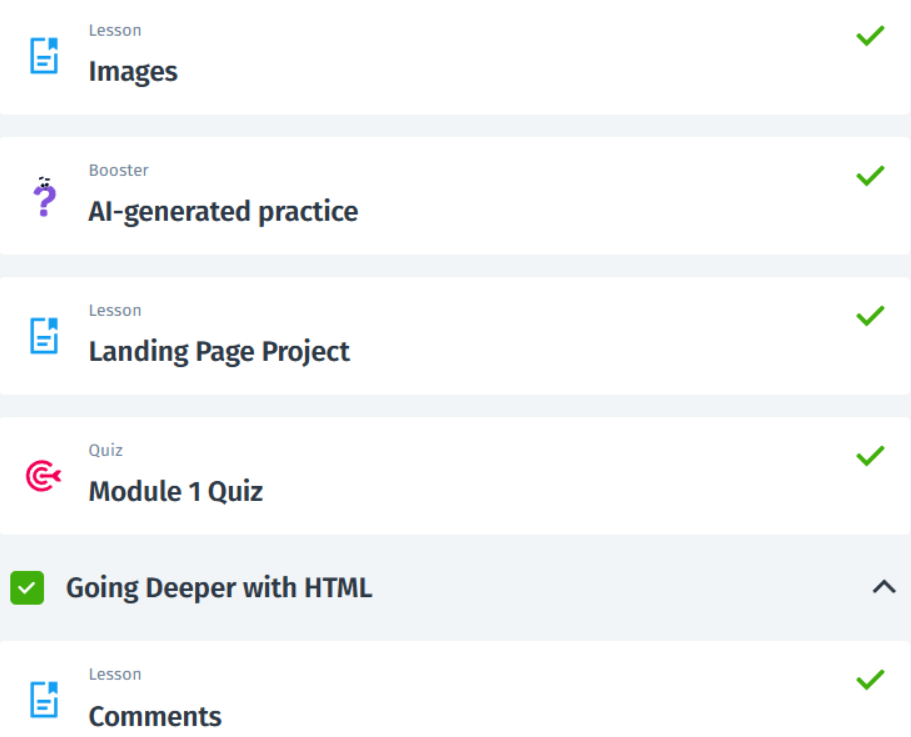 Lesson
Images
Booster
AI-generated practice
Lesson
Landing Page Project
Quiz
Module 1 Quiz
Going Deeper with HTML
Lesson
Comments